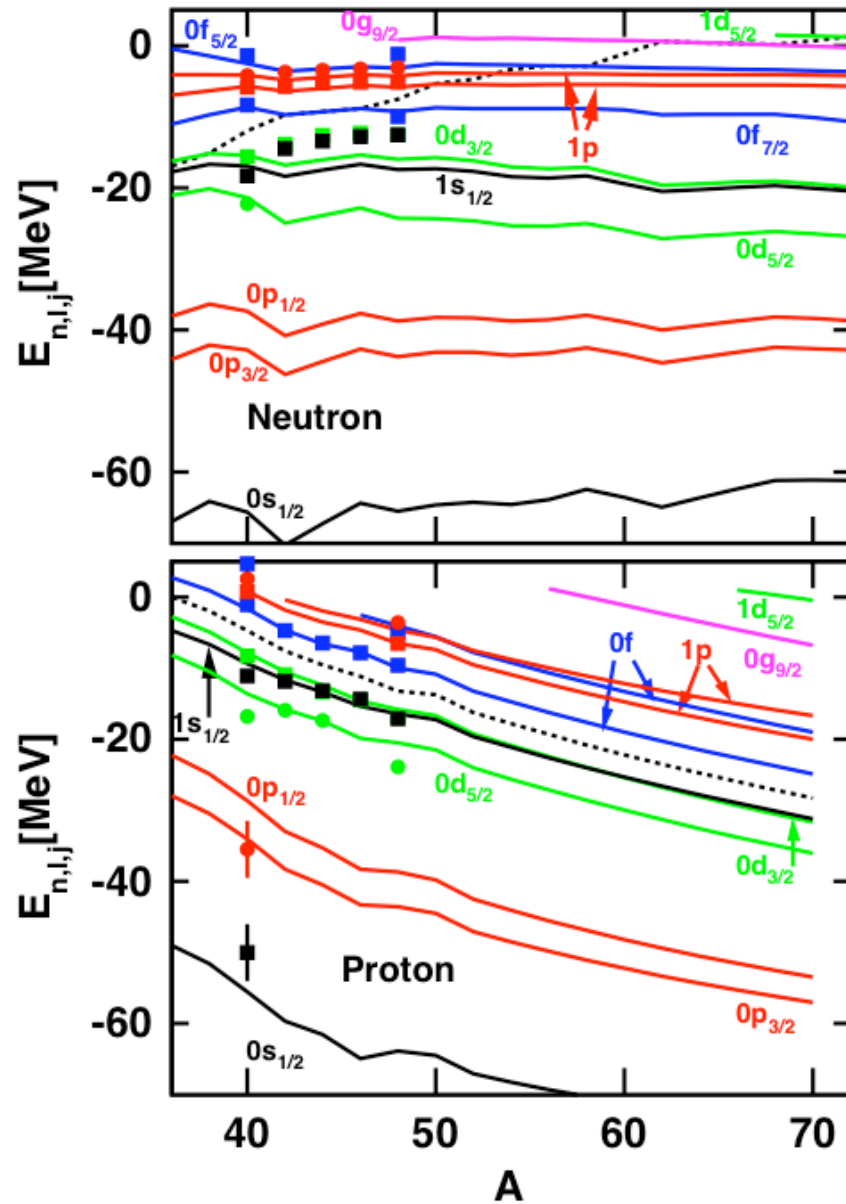 0f5/2
0g9/2
1d5/2
0
0d3/2
1p
0f7/2
-20
1s1/2
0d5/2
0p1/2
-40
0p3/2
Neutron
-60
0s1/2
En,l,j[MeV]
0
1d5/2
0f
1p
0g9/2
1s1/2
-20
0d5/2
0p1/2
0d3/2
-40
Proton
0p3/2
-60
0s1/2
En,l,j[MeV]
40 50 60 70
A